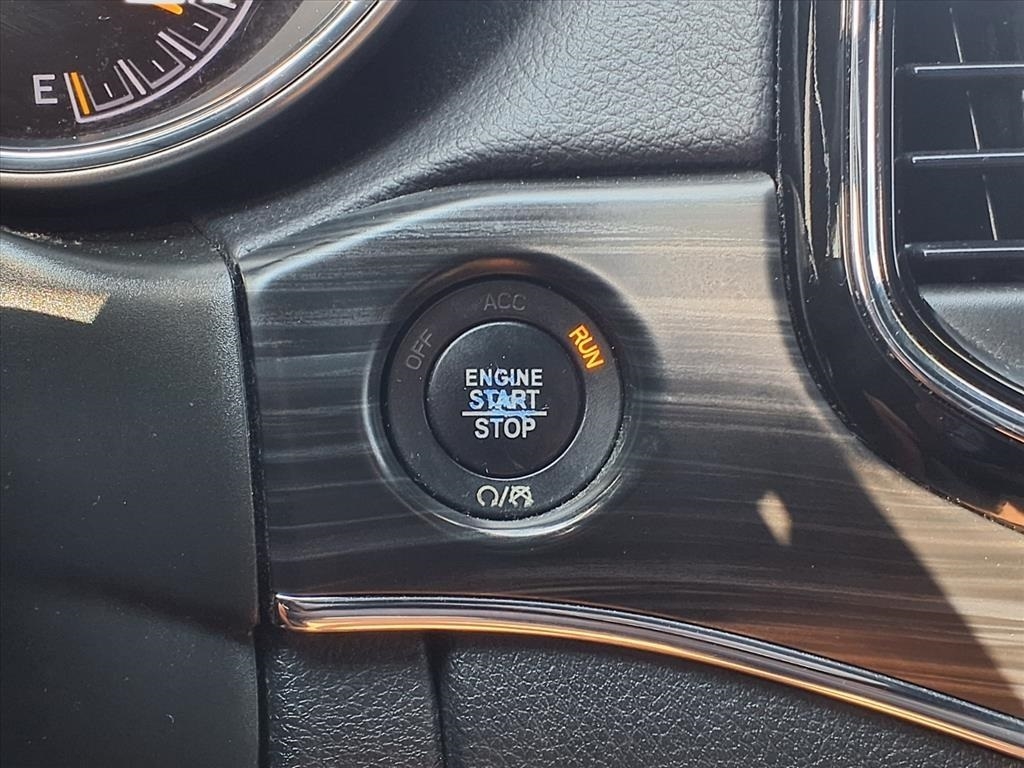 E
ACC
OFF
RUN
ENGINE
START
STOP